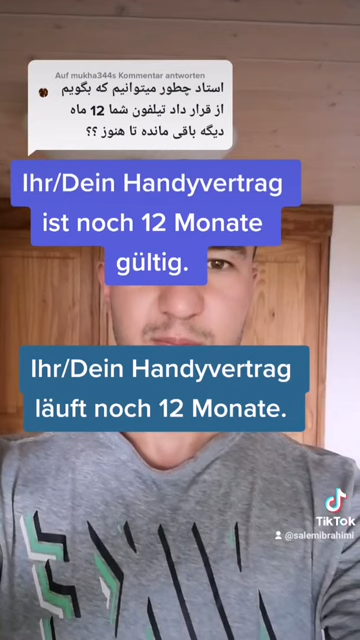 Auf mukha344s Kommentar antworten
استاد چطور میتوانیم که بگویم
از قرار داد تیلفون شما 12 ماه
دیگه باقی مانده تا هنوز ؟؟
Ihr/Dein Handyvertrag
ist noch 12 Monate
gültig.
Ihr/Dein Handyvertrag
läuft noch 12 Monate.
TikTok
@salemibrahimi